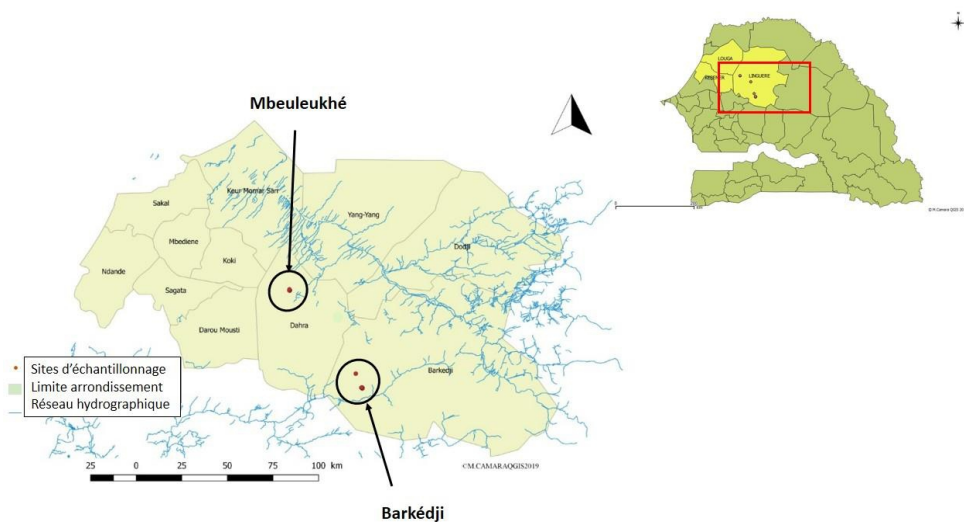 Mbeuleukhé
LOUGA
LINGUERE
KEBEMER
Keur Momar Sarr
Sakal
Yang-Yang
Mbediene
Dodji
Koki
Ndande
Sagata
Darou Mousti
Dahra
Barkedji
Sites d'échantillonnage
Limite arrondissement
Réseau hydrographique
25 0 25 50 75 100 km
©M.CAMARAQGIS2019
Barkédji